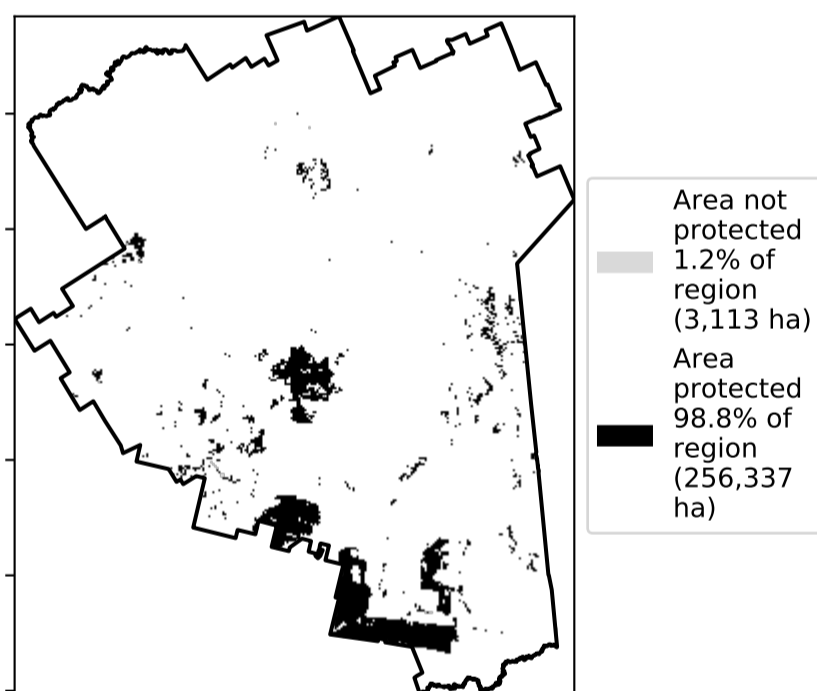 Area not
protected
1.2% of
region
(3,113 ha)
Area
protected
98.8% of
region
(256,337
ha)